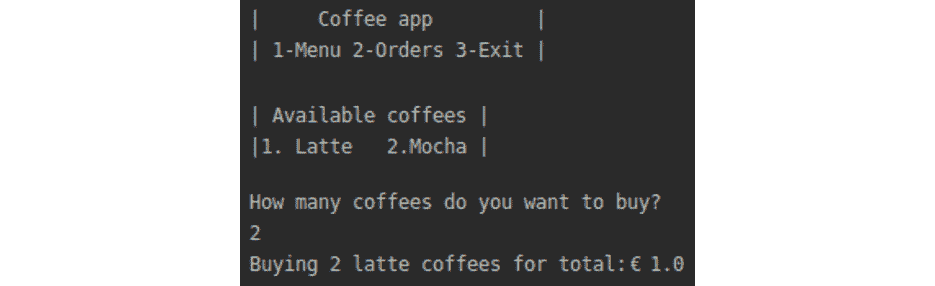 |     Coffee app         |
| 1-Menu 2-Orders 3-Exit |
| Available coffees |
|1. Latte   2.Mocha |
How many coffees do you want to buy?
2
Buying 2 latte coffees for total:€ 1.0